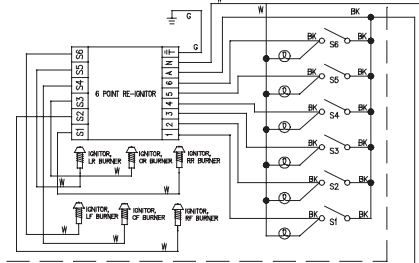 W
G
BK
G
S6
S5
S4
S3
S2
S1
6 POINT RE-IGNITOR
N
A
6
5
4
3
2
1
BK
BK
S6
BK
BK
S5
BK
BK
S4
BK
BK
S3
BK
BK
S2
BK
BK
S1
IGNITOR, LR BURNER
IGNITOR, OR BURNER
IGNITOR, RR BURNER
W
W
IGNITOR, LF BURNER
IGNITOR, CF BURNER
IGNITOR, RF BURNER
W
W
W